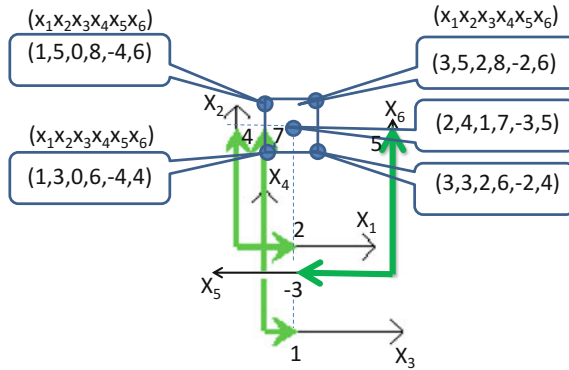 (x₁x₂x₃x₄x₅x₆)
(1,5,0,8,-4,6)
(x₁x₂x₃x₄x₅x₆)
(3,5,2,8,-2,6)
X₂
4
7
X₆
5
(2,4,1,7,-3,5)
(x₁x₂x₃x₄x₅x₆)
(1,3,0,6,-4,4)
X₄
(3,3,2,6,-2,4)
2
X₁
X₅
-3
1
X₃